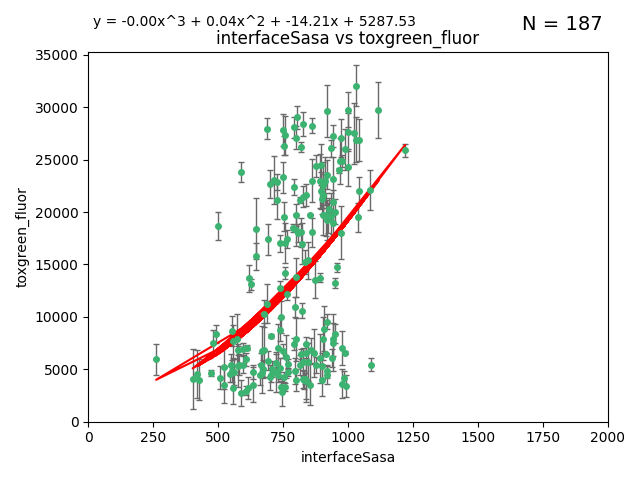 y = -0.00x^3 + 0.04x^2 + -14.21x + 5287.53
N = 187
interfaceSasa vs toxgreen_fluor
35000
30000
25000
20000
15000
10000
5000
0
toxgreen_fluor
0 250 500 750 1000 1250 1500 1750 2000
interfaceSasa